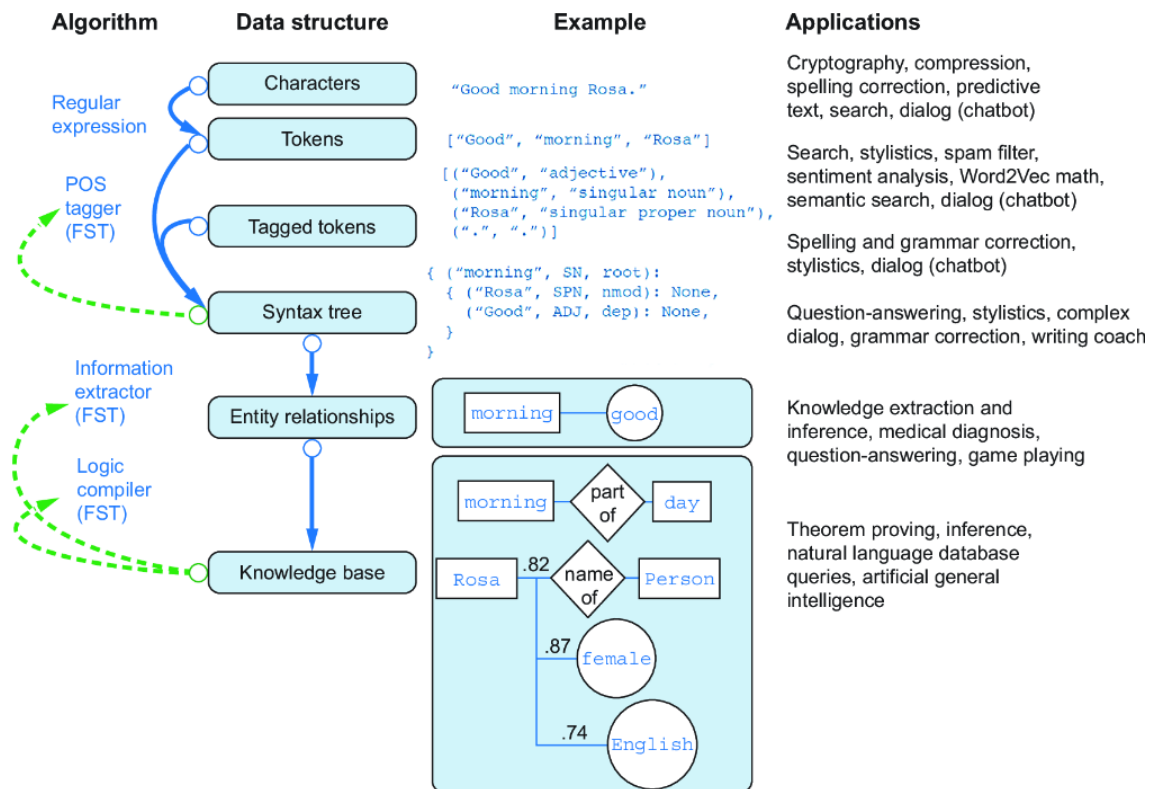 Algorithm
Data structure
Example
Applications
Characters
“Good morning Rosa.”
Cryptography, compression,
spelling correction, predictive
text, search, dialog (chatbot)
Regular
expression
Tokens
[“Good”, “morning”, “Rosa”]
Search, stylistics, spam filter,
sentiment analysis, Word2Vec math,
semantic search, dialog (chatbot)
POS
tagger
(FST)
Tagged tokens
[(“Good”, “adjective”),
(“morning”, “singular noun”),
(“Rosa”, “singular proper noun”),
(“.”, “.”)]
Spelling and grammar correction,
stylistics, dialog (chatbot)
Syntax tree
{ (“morning”, SN, root):
{ (“Rosa”, SPN, nmod): None,
(“Good”, ADJ, dep): None,
}
}
Question-answering, stylistics, complex
dialog, grammar correction, writing coach
Information
extractor
(FST)
Entity relationships
morning
good
Knowledge extraction and
inference, medical diagnosis,
question-answering, game playing
Logic
compiler
(FST)
Knowledge base
morning
part
of
day
Rosa
.82
name
of
Person
.87
female
.74
English
Theorem proving, inference,
natural language database
queries, artificial general
intelligence